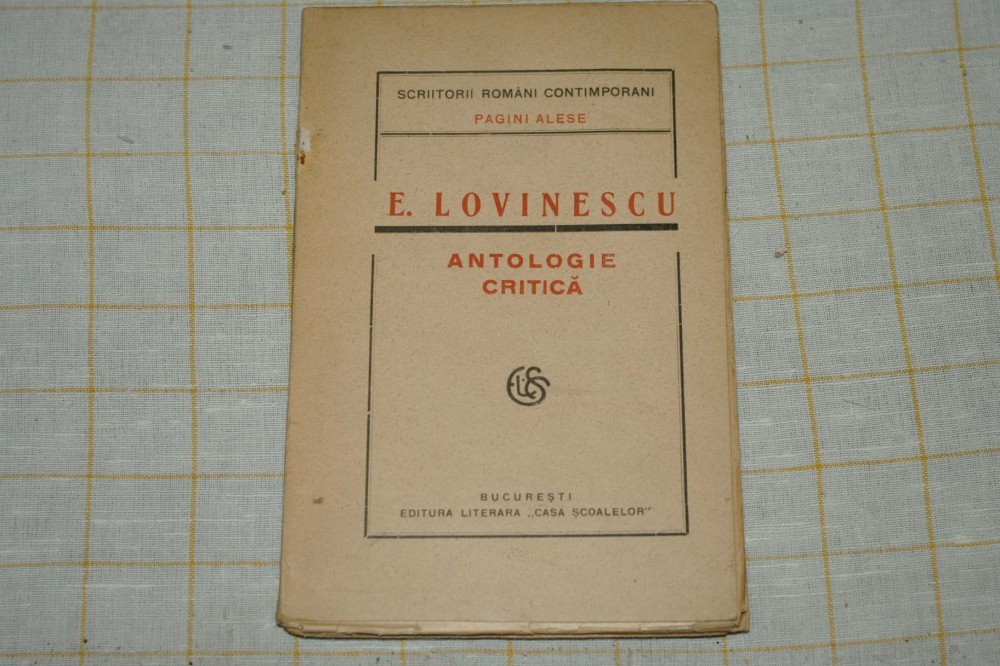 SCRIITORII ROMÂNI CONTIMPORANI
PAGINI ALESE
E. LOVINESCU
ANTOLOGIE
CRITICĂ
BUCUREȘTI
EDITURA LITERARA „CASA ȘCOALELOR"